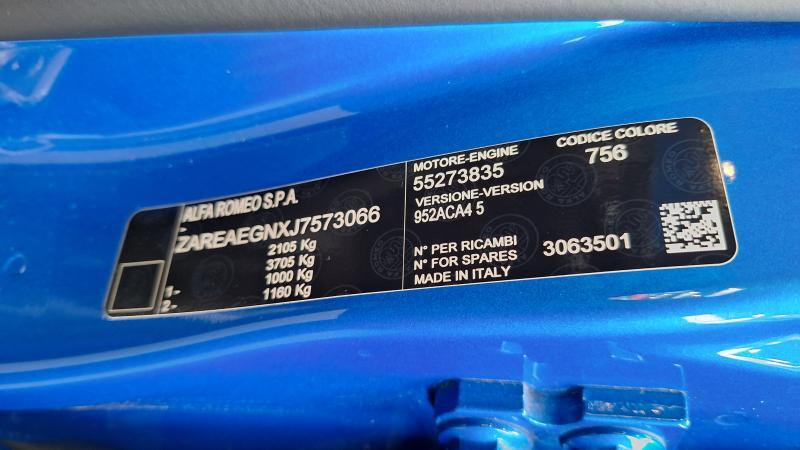 ALFA ROMEO S.P.A.
ZAREAEGNXJ7573066
2105 Kg
3705 Kg
1- 1000 Kg
2- 1160 Kg
MOTORE-ENGINE
55273835
VERSIONE-VERSION
952ACA4 5
CODICE COLORE
756
N° PER RICAMBI
N° FOR SPARES
3063501
MADE IN ITALY